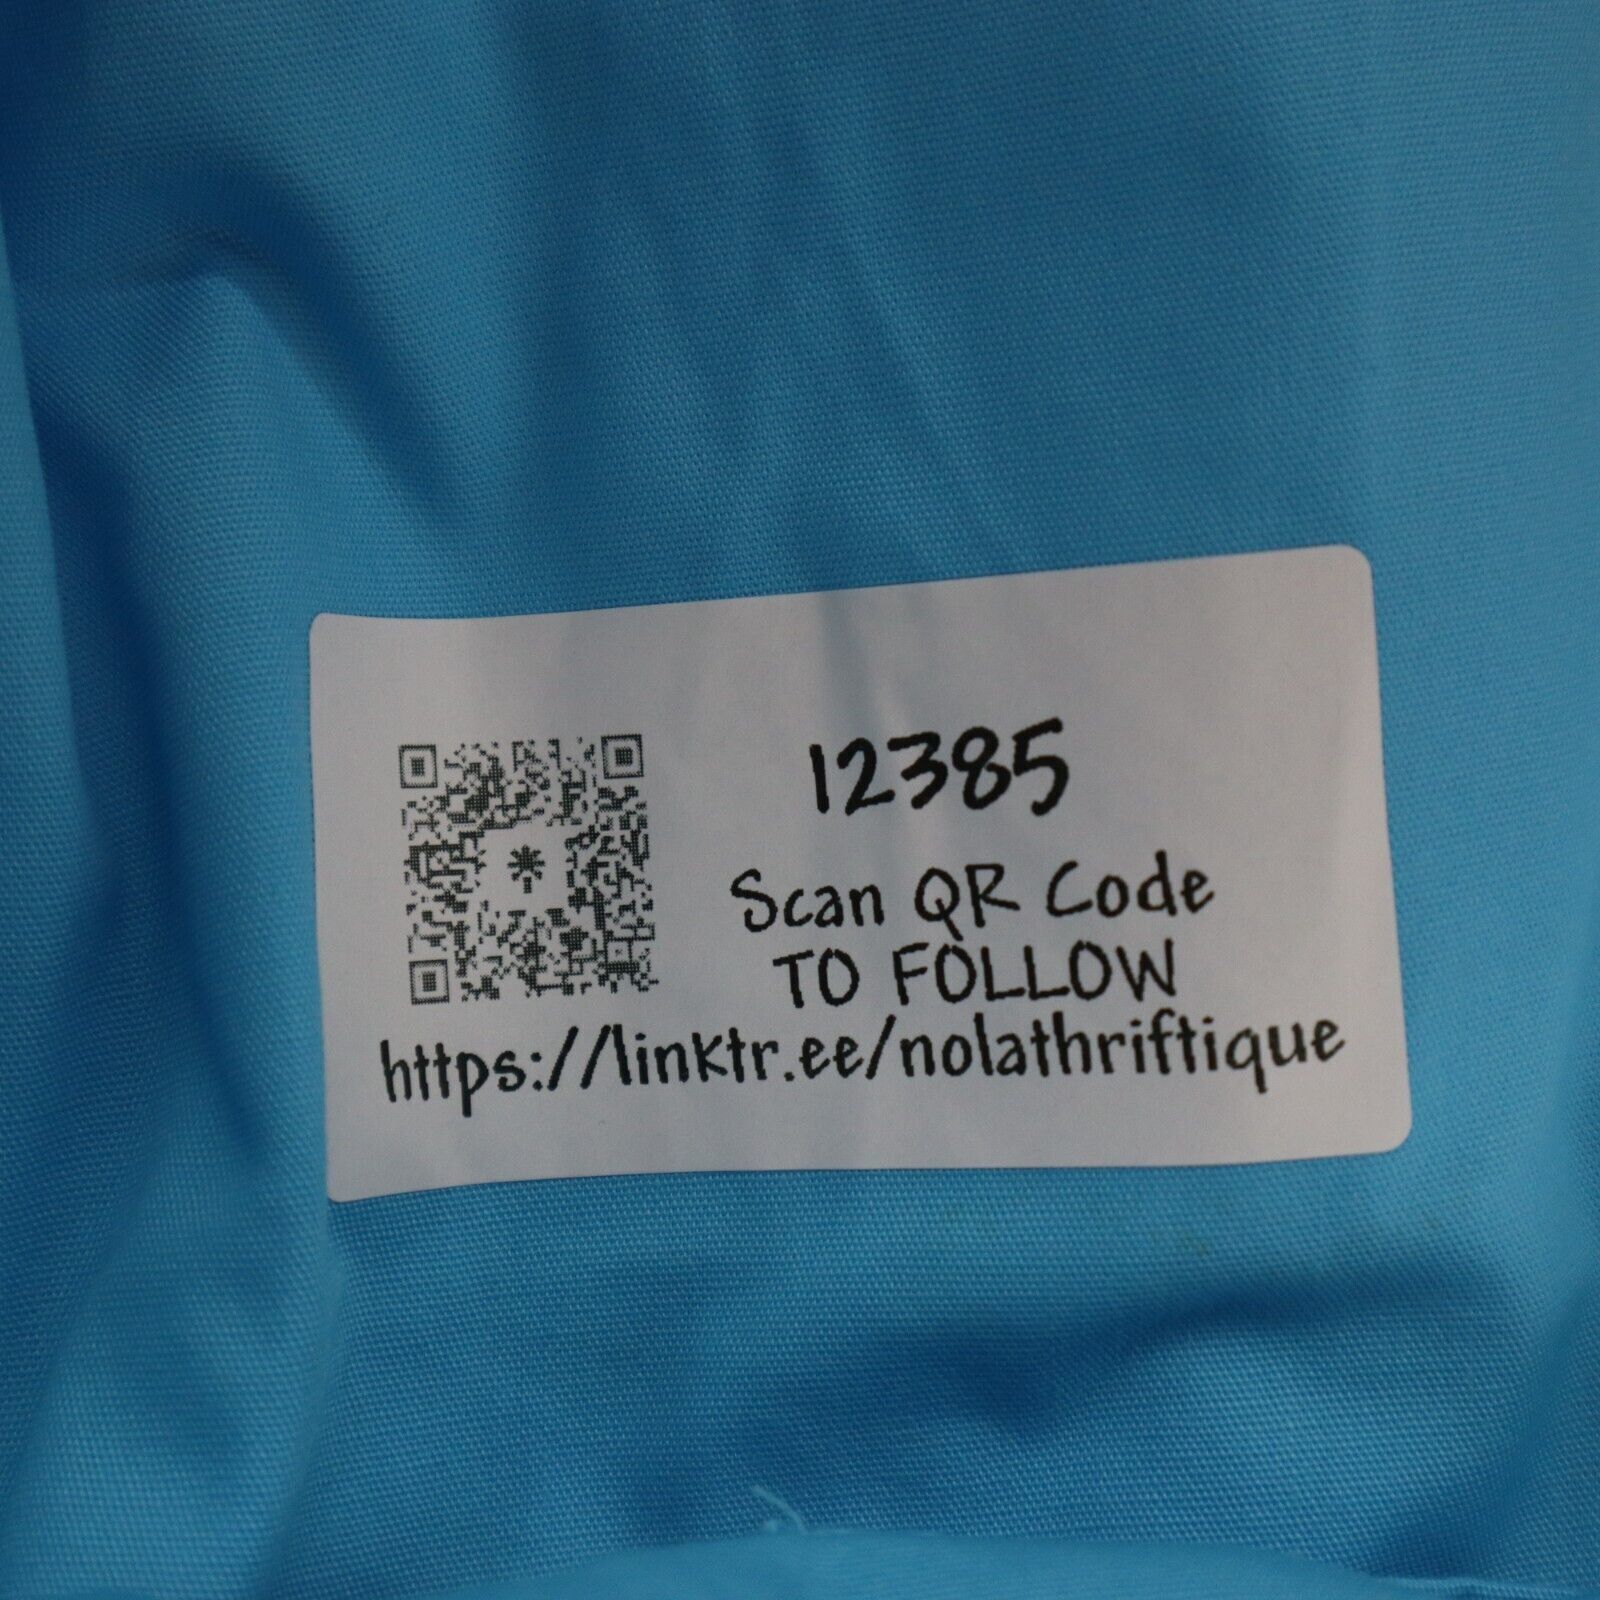 12385
Scan QR Code
TO FOLLOW
https://linktr.ee/nolathriftique